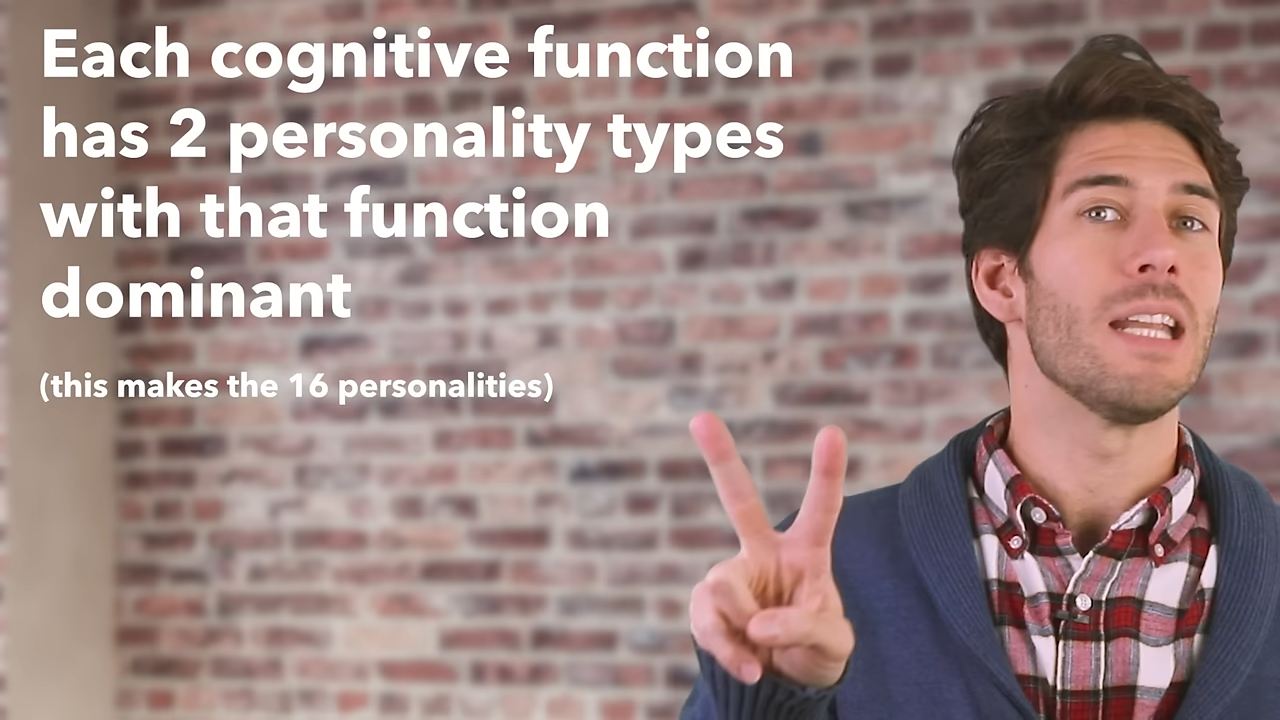 Each cognitive function
has 2 personality types
with that function
dominant
(this makes the 16 personalities)